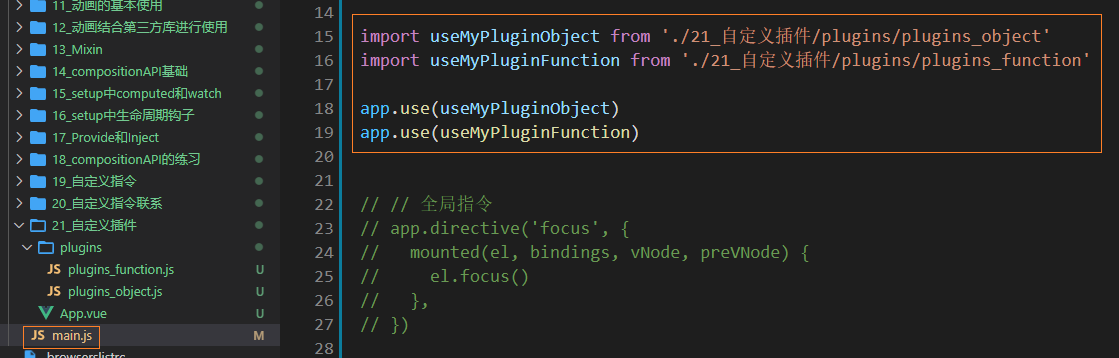 11_动画的基本使用
12_动画结合第三方库进行使用
13_Mixin
14_compositionAPI基础
15_setup中computed和watch
16_setup中生命周期钩子
17_Provide和Inject
18_compositionAPI的练习
19_自定义指令
20_自定义指令联系
21_自定义插件
plugins
JS plugins_function.js U
JS plugins_object.js U
App.vue U
JS main.js M
browserslistrc
14
15 import useMyPluginObject from './21_自定义插件/plugins/plugins_object'
16 import useMyPluginFunction from './21_自定义插件/plugins/plugins_function'
17
18 app.use(useMyPluginObject)
19 app.use(useMyPluginFunction)
20
21
22 // // 全局指令
23 // app.directive('focus', {
24 //   mounted(el, bindings, vNode, preVNode) {
25 //     el.focus()
26 //   },
27 // })
28